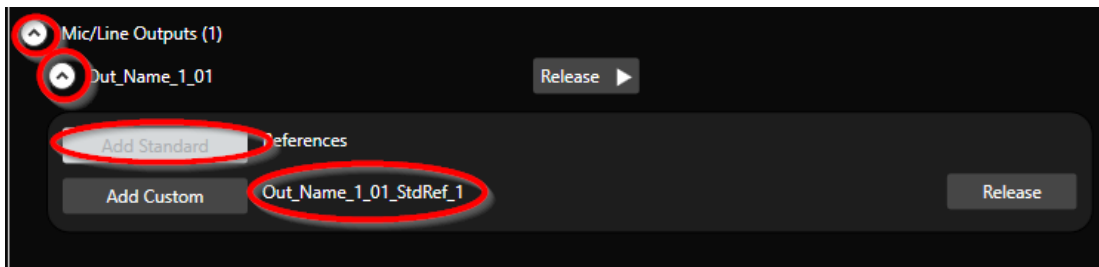 Mic/Line Outputs (1)
Out_Name_1_01 Release
Add Standard References
Add Custom Out_Name_1_01_StdRef_1 Release